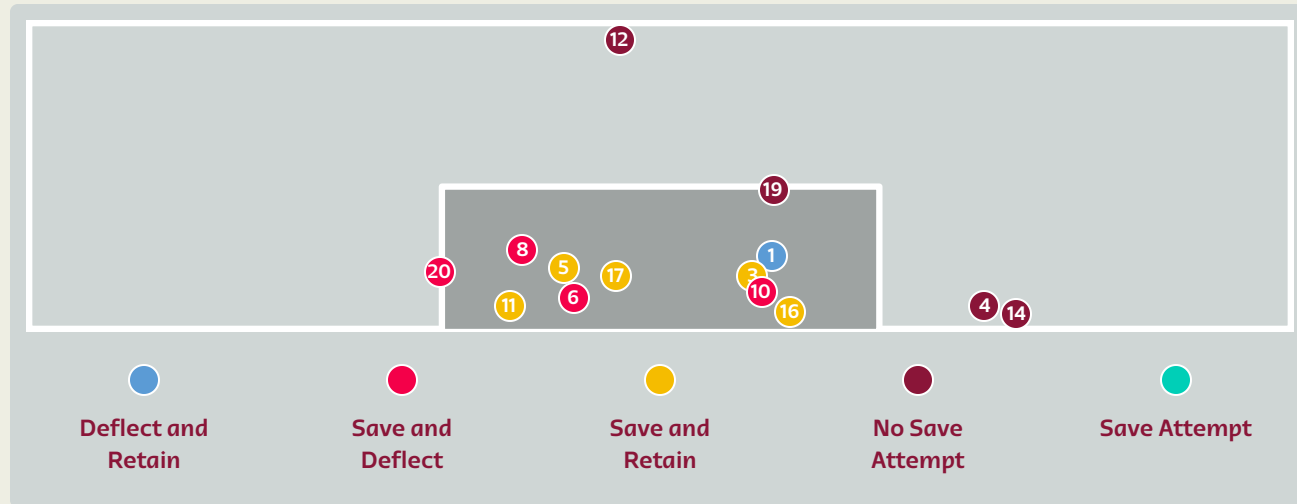 12
19
8
1
5
20
17
3
10
6
11
16
4
14
Deflect and
Retain
Save and
Deflect
Save and
Retain
No Save
Attempt
Save Attempt